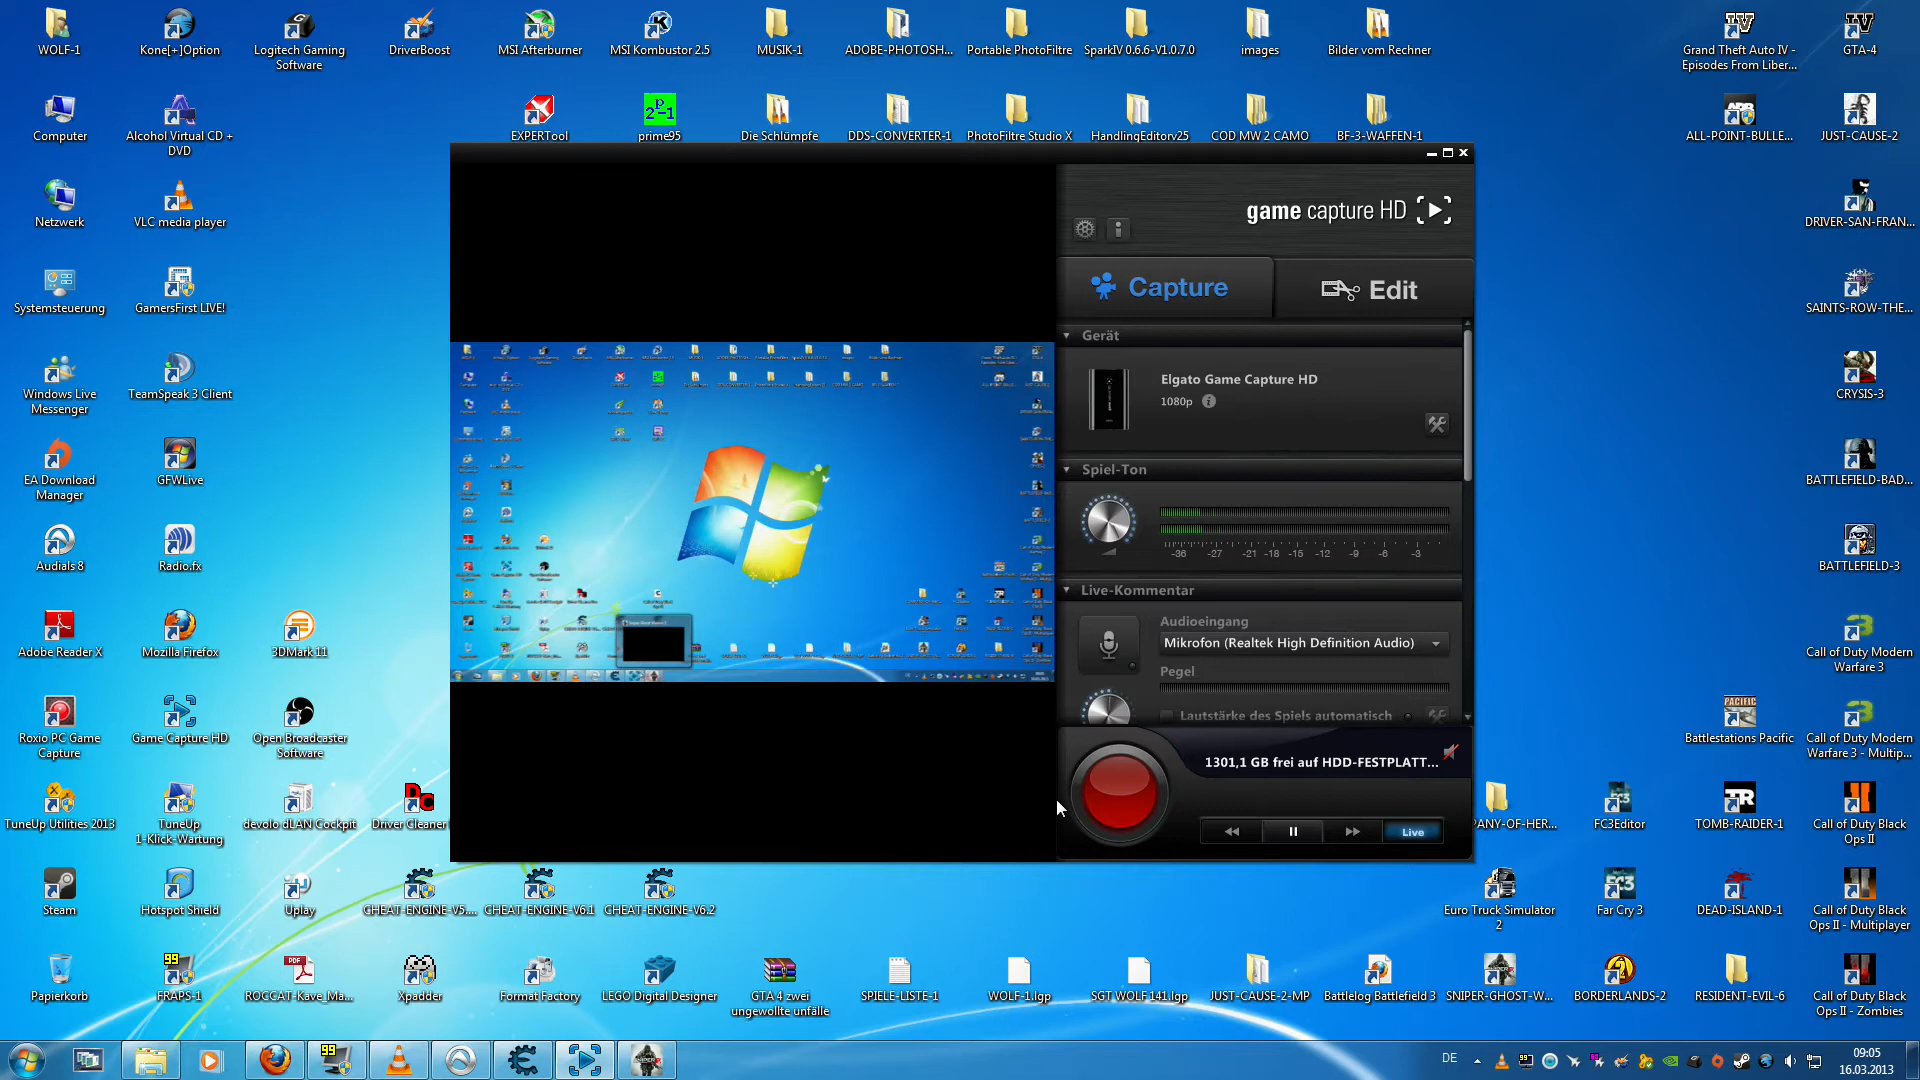 WOLF-1
Kone[+]Option
Logitech Gaming
Software
DriverBoost
MSI Afterburner
MSI Kombustor 2.5
MUSIK-1
ADOBE-PHOTOSH...
Portable PhotoFiltre
SparkIV 0.6.6-V1.0.7.0
images
Bilder vom Rechner
Grand Theft Auto IV -
Episodes From Liber...
GTA-4
Computer
Alcohol Virtual CD +
DVD
EXPERTool
prime95
Die Schlümpfe
DDS-CONVERTER-1
PhotoFiltre Studio X
HandlingEditorv25
COD MW 2 CAMO
BF-3-WAFFEN-1
ALL-POINT-BULLE...
JUST-CAUSE-2
Netzwerk
VLC media player
DRIVER-SAN-FRAN...
Systemsteuerung
GamersFirst LIVE!
SAINTS-ROW-THE...
Windows Live
Messenger
TeamSpeak 3 Client
CRYSIS-3
EA Download
Manager
GFWLive
BATTLEFIELD-BAD...
Audials 8
Radio.fx
BATTLEFIELD-3
Adobe Reader X
Mozilla Firefox
3DMark11
Call of Duty Modern
Warfare 3
Roxio PC Game
Capture
Game Capture HD
Open Broadcaster
Software
Battlestations Pacific
Call of Duty Modern
Warfare 3 - Multip...
TuneUp Utilities 2013
TuneUp
1-Klick-Wartung
devolo dLAN Cockpit
Driver Cleaner
PANY-OF-HER...
FC3Editor
TOMB-RAIDER-1
Call of Duty Black
Ops II
Steam
Hotspot Shield
Uplay
CHEAT-ENGINE-V5....
CHEAT-ENGINE-V6.1
CHEAT-ENGINE-V6.2
Euro Truck Simulator
2
Far Cry 3
DEAD-ISLAND-1
Call of Duty Black
Ops II - Multiplayer
Papierkorb
FRAPS-1
ROCCAT-Kave_Ma...
Xpadder
Format Factory
LEGO Digital Designer
GTA 4 zwei
ungewollte unfälle
SPIELE-LISTE-1
WOLF-1.lgp
SGT WOLF 141.lgp
JUST-CAUSE-2-MP
Battlelog Battlefield 3
SNIPER-GHOST-W...
BORDERLANDS-2
RESIDENT-EVIL-6
Call of Duty Black
Ops II - Zombies
game capture HD
Capture
Edit
Gerät
Elgato Game Capture HD
1080p
Spiel-Ton
-36 -27 -21 -18 -15 -12 -9 -6 -3
Live-Kommentar
Audioeingang
Mikrofon (Realtek High Definition Audio)
Pegel
Lautstärke des Spiels automatisch
1301,1 GB frei auf HDD-FESTPLATT...
Live
99
DE
09:05
16.03.2013